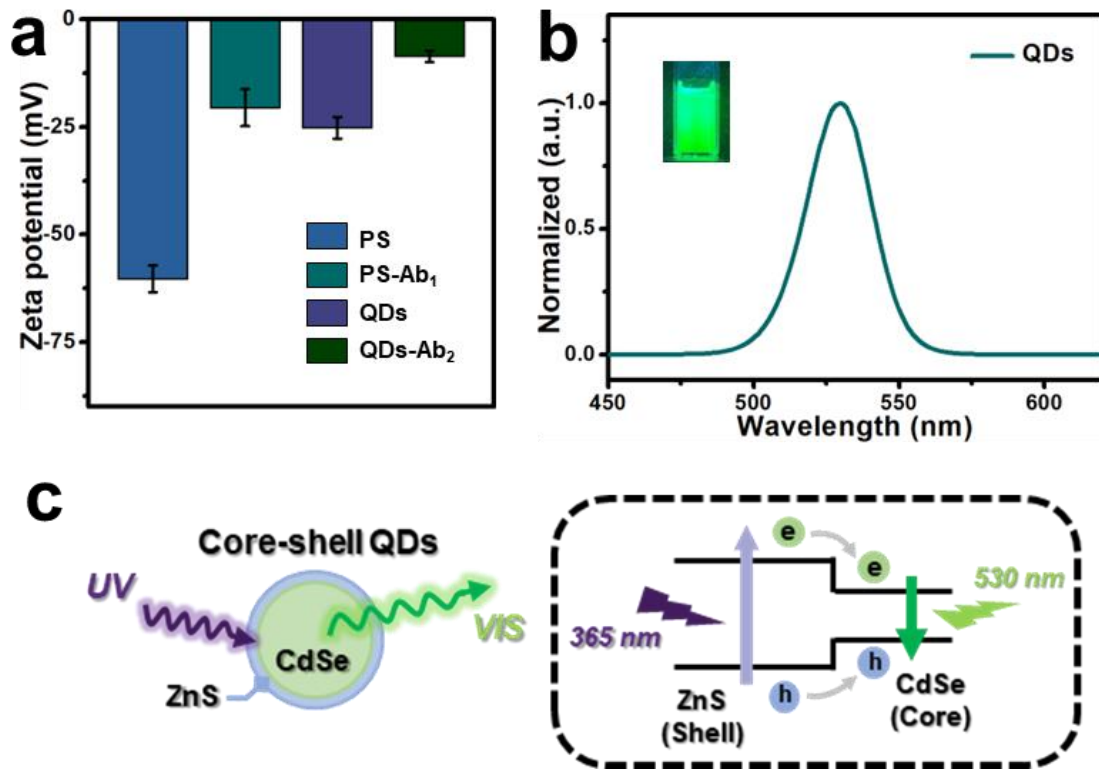 a
Zeta potential (mV)
0
-25
-50
-75
PS
PS-Ab₁
QDs
QDs-Ab₂
b
Normalized (a.u.)
1.0
0.5
0.0
QDs
450
500
550
600
Wavelength (nm)
c
Core-shell QDs
UV
VIS
CdSe
ZnS
365 nm
e
e
530 nm
h
h
ZnS
(Shell)
CdSe
(Core)